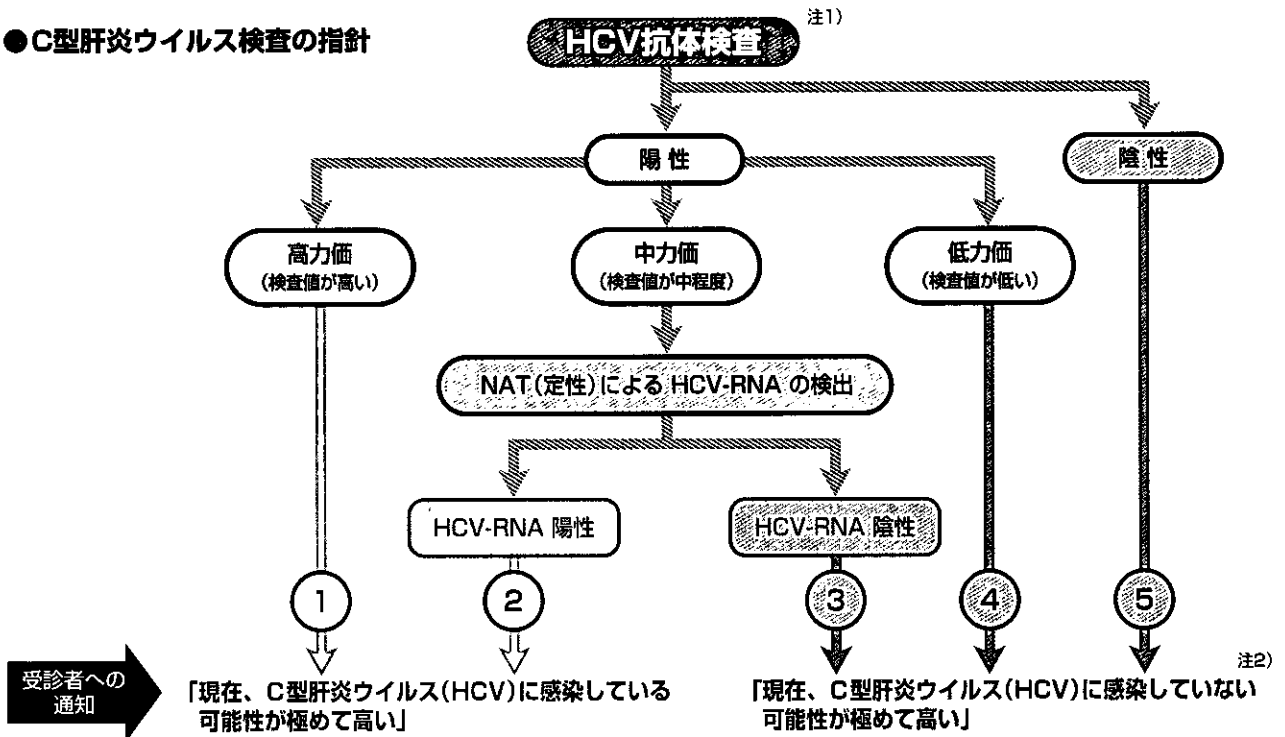 ●C型肝炎ウイルス検査の指針
HCV抗体検査
注1)
陽性
陰性
高力価
(検査値が高い)
中力価
(検査値が中程度)
低力価
(検査値が低い)
NAT(定性)による HCV-RNA の検出
HCV-RNA 陽性
HCV-RNA 陰性
1
2
3
4
5
受診者への
通知
「現在、C型肝炎ウイルス(HCV)に感染している
可能性が極めて高い」
注2)
「現在、C型肝炎ウイルス(HCV)に感染していない
可能性が極めて高い」